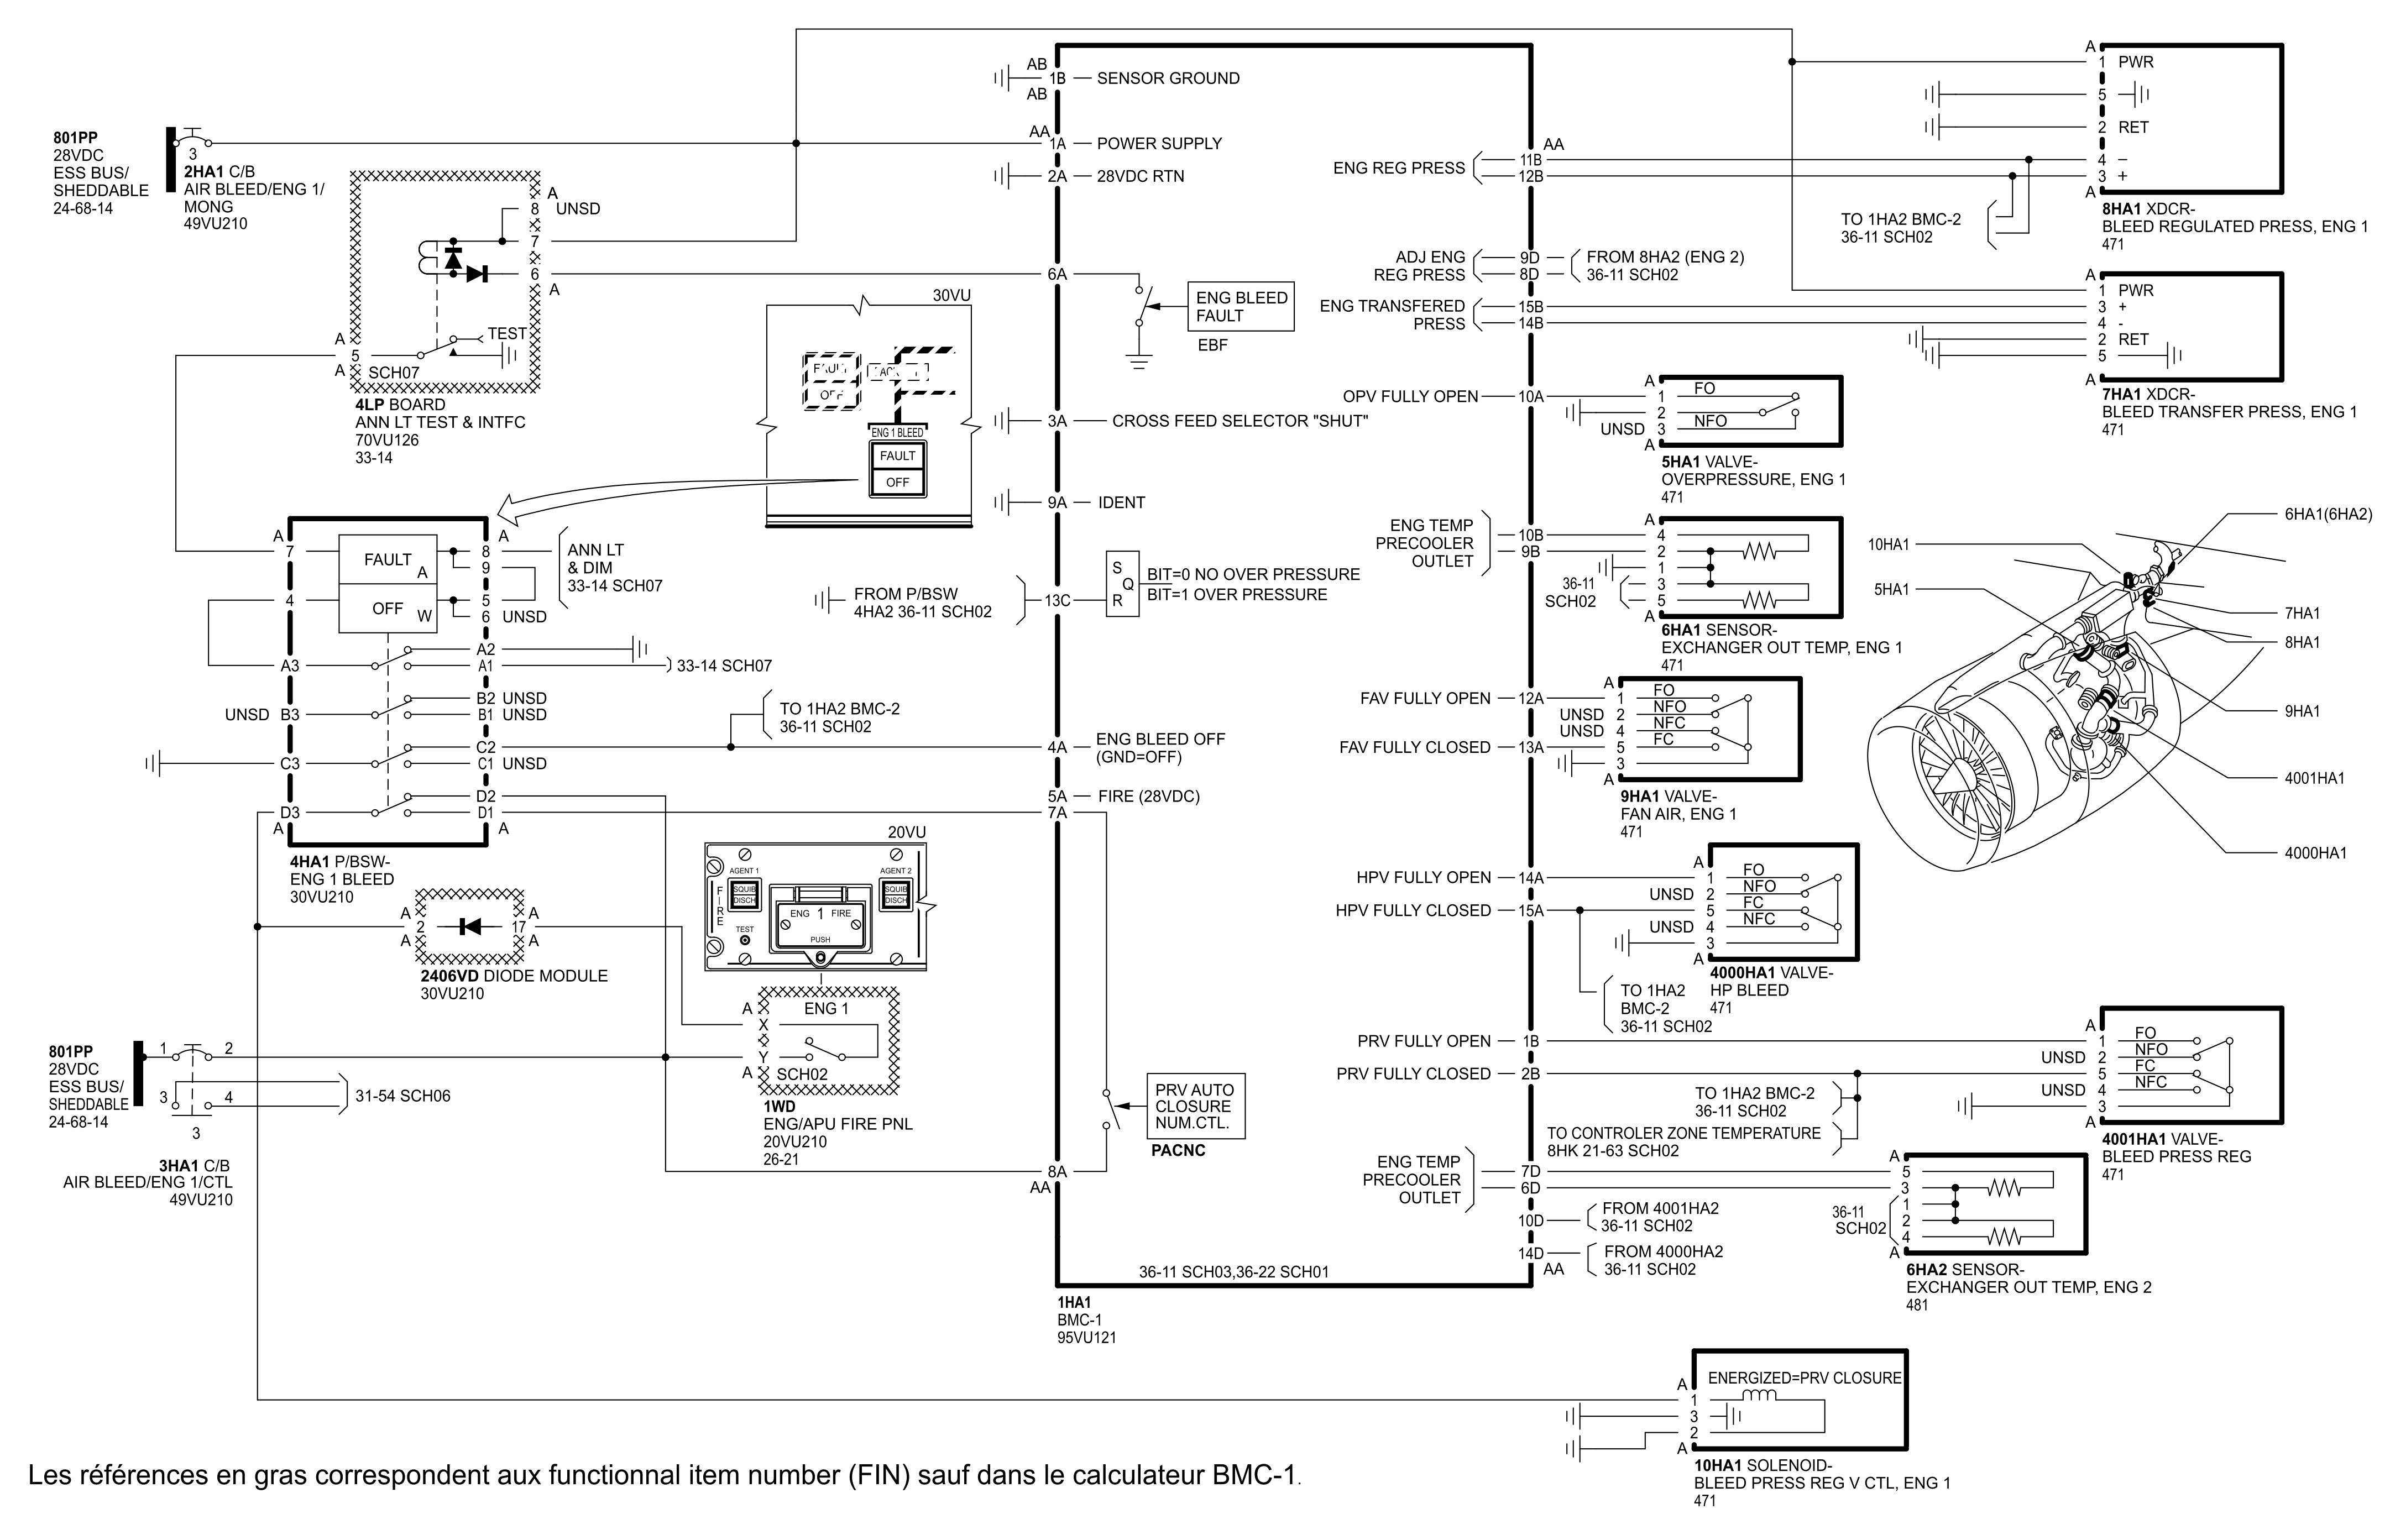 801PP
28VDC
ESS BUS/
SHEDDABLE
24-68-14
3
2HA1 C/B
AIR BLEED/ENG 1/
MONG
49VU210
A
8 UNSD
7
6
A
TEST
A
5
A
SCH07
4LP BOARD
ANN LT TEST & INTFC
70VU126
33-14
30VU
FAULT
OFF
ENG 1 BLEED
FAULT
OFF
A
7
FAULT
A
A
8
9
ANN LT
& DIM
33-14 SCH07
4
OFF
W
5
6 UNSD
A3
A2
A1
33-14 SCH07
UNSD B3
B2 UNSD
B1 UNSD
C3
C2
C1 UNSD
TO 1HA2 BMC-2
36-11 SCH02
D3
D2
D1
A
A
4HA1 P/BSW-
ENG 1 BLEED
30VU210
A
2
A
A
17
A
2406VD DIODE MODULE
30VU210
20VU
FIRE
AGENT 1
SQUIB
DISCH
TEST
ENG 1 FIRE
PUSH
AGENT 2
SQUIB
DISCH
A
X
Y
A
ENG 1
SCH02
1WD
ENG/APU FIRE PNL
20VU210
26-21
801PP
28VDC
ESS BUS/
SHEDDABLE
24-68-14
1
2
3
4
3
31-54 SCH06
3HA1 C/B
AIR BLEED/ENG 1/CTL
49VU210
AB
1B SENSOR GROUND
AB
AA
1A POWER SUPPLY
2A 28VDC RTN
6A
ENG BLEED
FAULT
EBF
3A CROSS FEED SELECTOR "SHUT"
9A IDENT
FROM P/BSW
4HA2 36-11 SCH02
13C
S
Q
R
BIT=0 NO OVER PRESSURE
BIT=1 OVER PRESSURE
4A ENG BLEED OFF
(GND=OFF)
5A FIRE (28VDC)
7A
PRV AUTO
CLOSURE
NUM.CTL.
PACNC
8A
AA
36-11 SCH03,36-22 SCH01
1HA1
BMC-1
95VU121
AA
ENG REG PRESS
11B
12B
ADJ ENG
REG PRESS
9D
8D
FROM 8HA2 (ENG 2)
36-11 SCH02
ENG TRANSFERED
PRESS
15B
14B
OPV FULLY OPEN 10A
ENG TEMP
PRECOOLER
OUTLET
10B
9B
FAV FULLY OPEN 12A
FAV FULLY CLOSED 13A
HPV FULLY OPEN 14A
HPV FULLY CLOSED 15A
TO 1HA2
BMC-2
36-11 SCH02
PRV FULLY OPEN 1B
PRV FULLY CLOSED 2B
TO 1HA2 BMC-2
36-11 SCH02
TO CONTROLER ZONE TEMPERATURE
8HK 21-63 SCH02
ENG TEMP
PRECOOLER
OUTLET
7D
6D
10D
FROM 4001HA2
36-11 SCH02
14D
AA
FROM 4000HA2
36-11 SCH02
A
1 PWR
5
2 RET
4 –
3 +
A
TO 1HA2 BMC-2
36-11 SCH02
8HA1 XDCR-
BLEED REGULATED PRESS, ENG 1
471
A
1 PWR
3 +
4 -
2 RET
5
A
7HA1 XDCR-
BLEED TRANSFER PRESS, ENG 1
471
A
1 FO
2
UNSD 3 NFO
A
5HA1 VALVE-
OVERPRESSURE, ENG 1
471
A
4
2
1
3
5
A
36-11
SCH02
6HA1 SENSOR-
EXCHANGER OUT TEMP, ENG 1
471
A
1 FO
UNSD 2 NFO
UNSD 4 NFC
5 FC
3
A
9HA1 VALVE-
FAN AIR, ENG 1
471
A
1 FO
UNSD 2 NFO
5 FC
UNSD 4 NFC
3
A
4000HA1 VALVE-
HP BLEED
471
A
1 FO
UNSD 2 NFO
5 FC
UNSD 4 NFC
3
A
4001HA1 VALVE-
BLEED PRESS REG
471
A
5
3
1
2
4
A
36-11
SCH02
6HA2 SENSOR-
EXCHANGER OUT TEMP, ENG 2
481
A
1
3
2
A
ENERGIZED=PRV CLOSURE
10HA1 SOLENOID-
BLEED PRESS REG V CTL, ENG 1
471
6HA1(6HA2)
10HA1
5HA1
7HA1
8HA1
9HA1
4001HA1
4000HA1
Les références en gras correspondent aux functionnal item number (FIN) sauf dans le calculateur BMC-1.